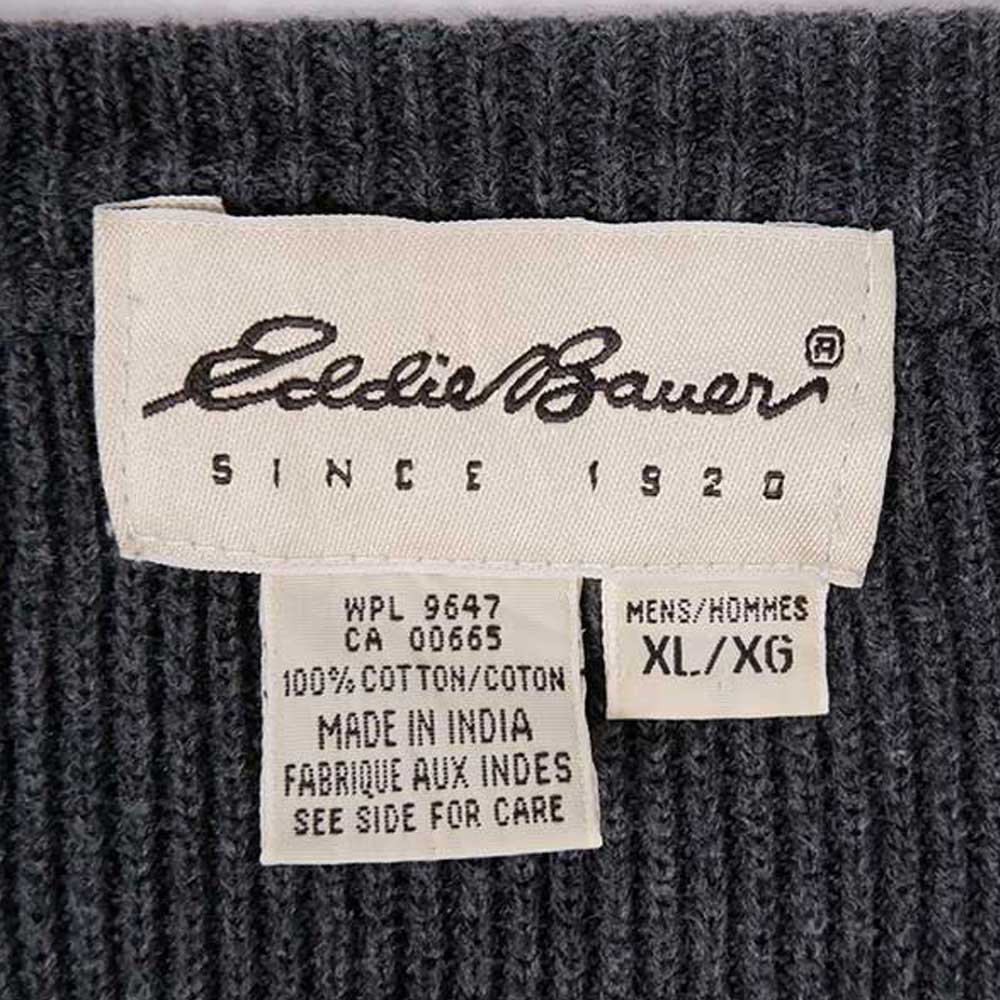 Eddie Bauer®
SINCE 1920
WPL 9647
CA 00665
100% COTTON/COTON
MADE IN INDIA
FABRIQUE AUX INDES
SEE SIDE FOR CARE
MENS/HOMMES
XL/XG